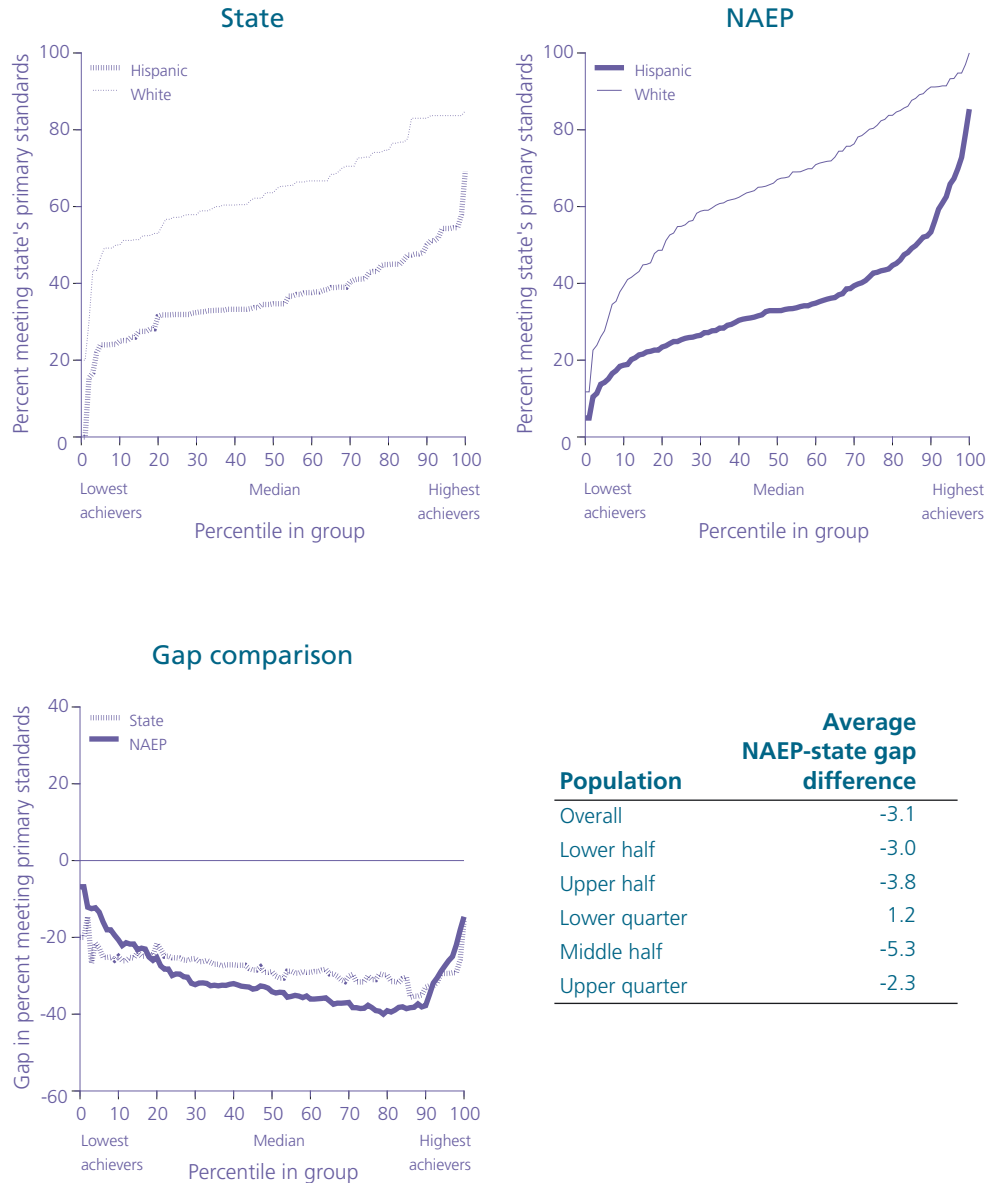 State
Percent meeting state's primary standards
100
80
60
40
20
0
Hispanic
White
0 10 20 30 40 50 60 70 80 90 100
Lowest achievers
Median
Highest achievers
Percentile in group
NAEP
Percent meeting state's primary standards
100
80
60
40
20
0
Hispanic
White
0 10 20 30 40 50 60 70 80 90 100
Lowest achievers
Median
Highest achievers
Percentile in group
Gap comparison
Gap in percent meeting primary standards
40
20
0
-20
-40
-60
State
NAEP
0 10 20 30 40 50 60 70 80 90 100
Lowest achievers
Median
Highest achievers
Percentile in group
Average
NAEP-state gap
Population difference
Overall -3.1
Lower half -3.0
Upper half -3.8
Lower quarter 1.2
Middle half -5.3
Upper quarter -2.3